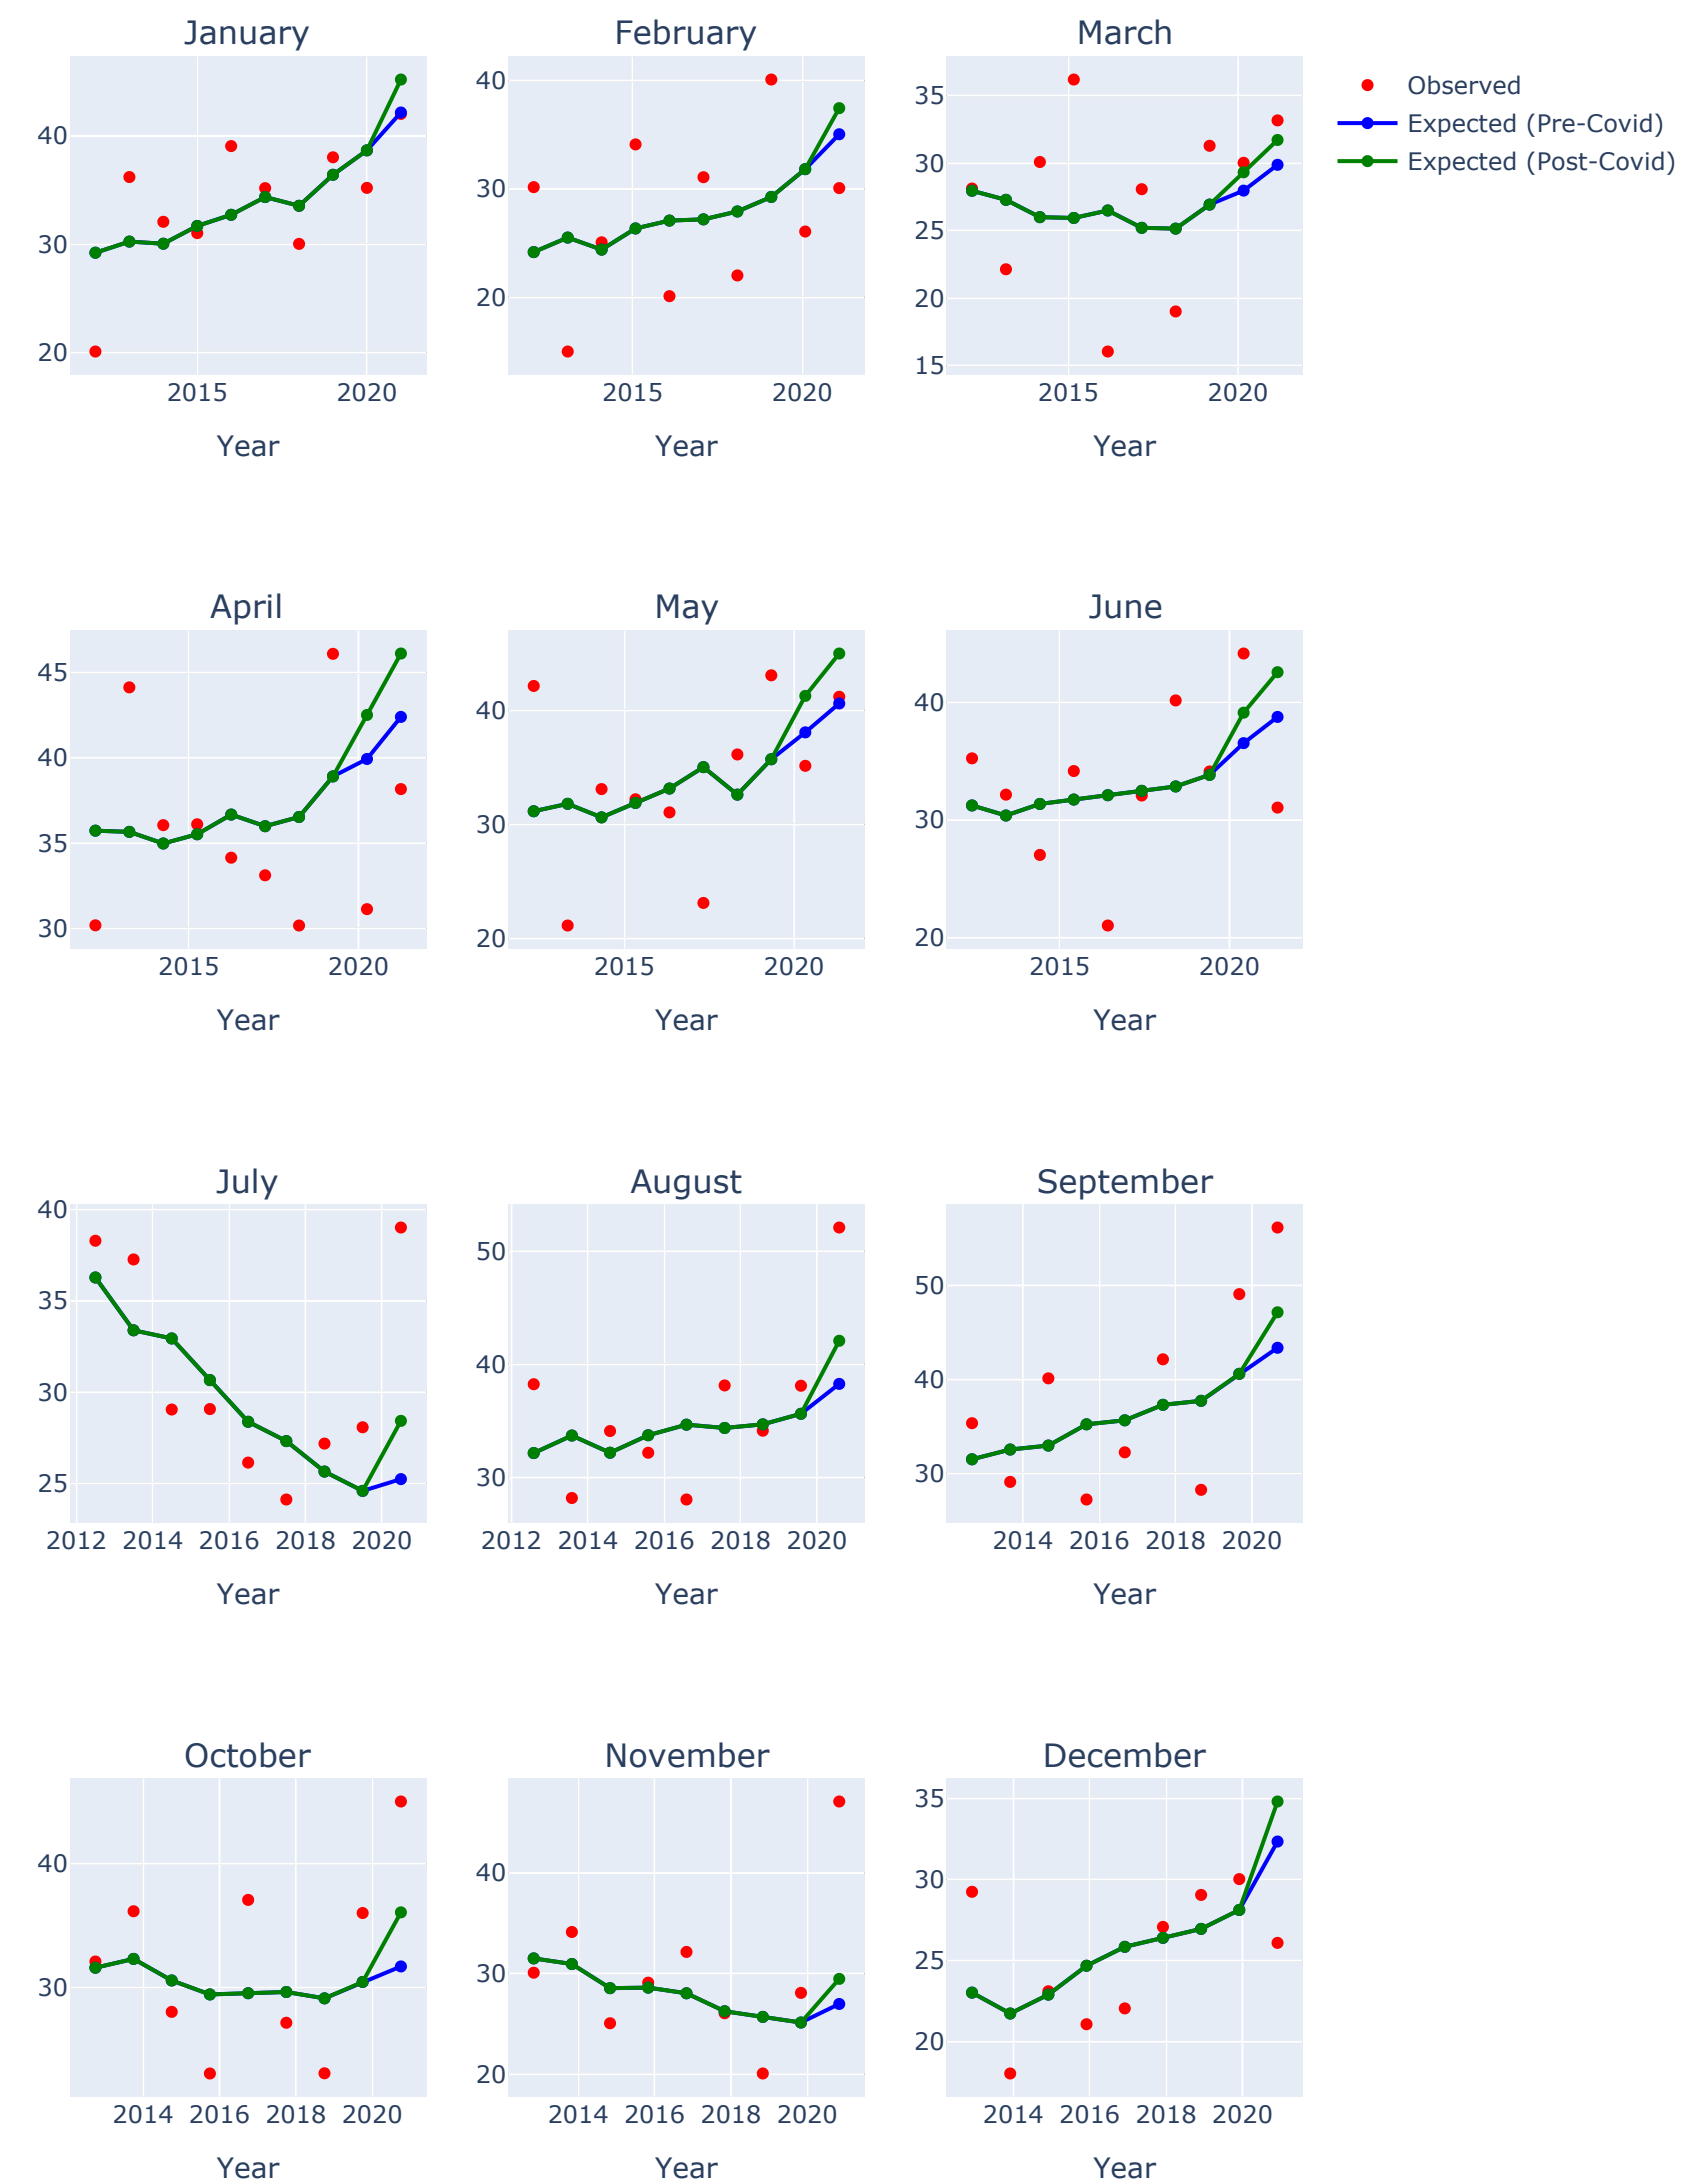 January
February
March
Observed
Expected (Pre-Covid)
Expected (Post-Covid)
40
30
20
2015
2020
Year
40
30
20
2015
2020
Year
35
30
25
20
15
2015
2020
Year
April
May
June
45
40
35
30
2015
2020
Year
40
30
20
2015
2020
Year
40
30
20
2015
2020
Year
July
August
September
40
35
30
25
2012 2014 2016 2018 2020
Year
50
40
30
2012 2014 2016 2018 2020
Year
50
40
30
2014 2016 2018 2020
Year
October
November
December
40
30
2014 2016 2018 2020
Year
40
30
20
2014 2016 2018 2020
Year
35
30
25
20
2014 2016 2018 2020
Year